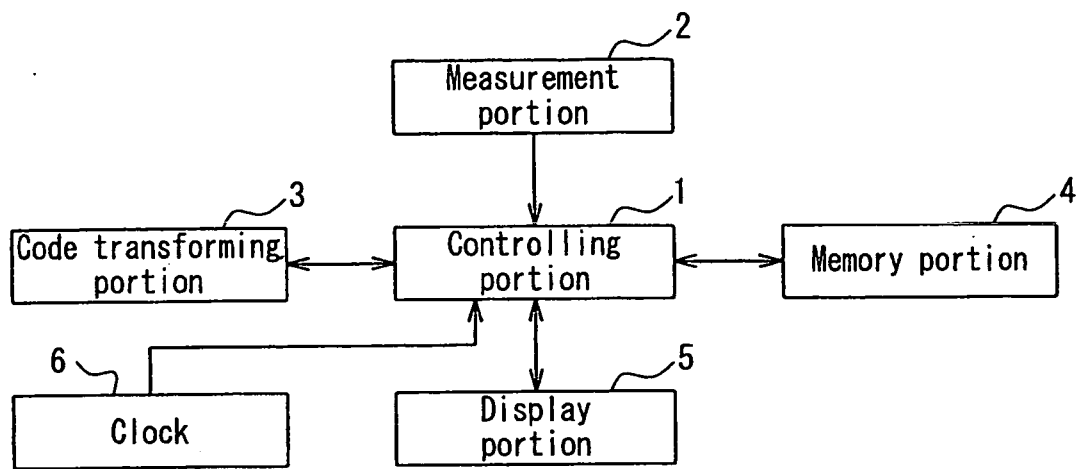 2
Measurement
portion
3
Code transforming
portion
1
Controlling
portion
4
Memory portion
6
Clock
5
Display
portion